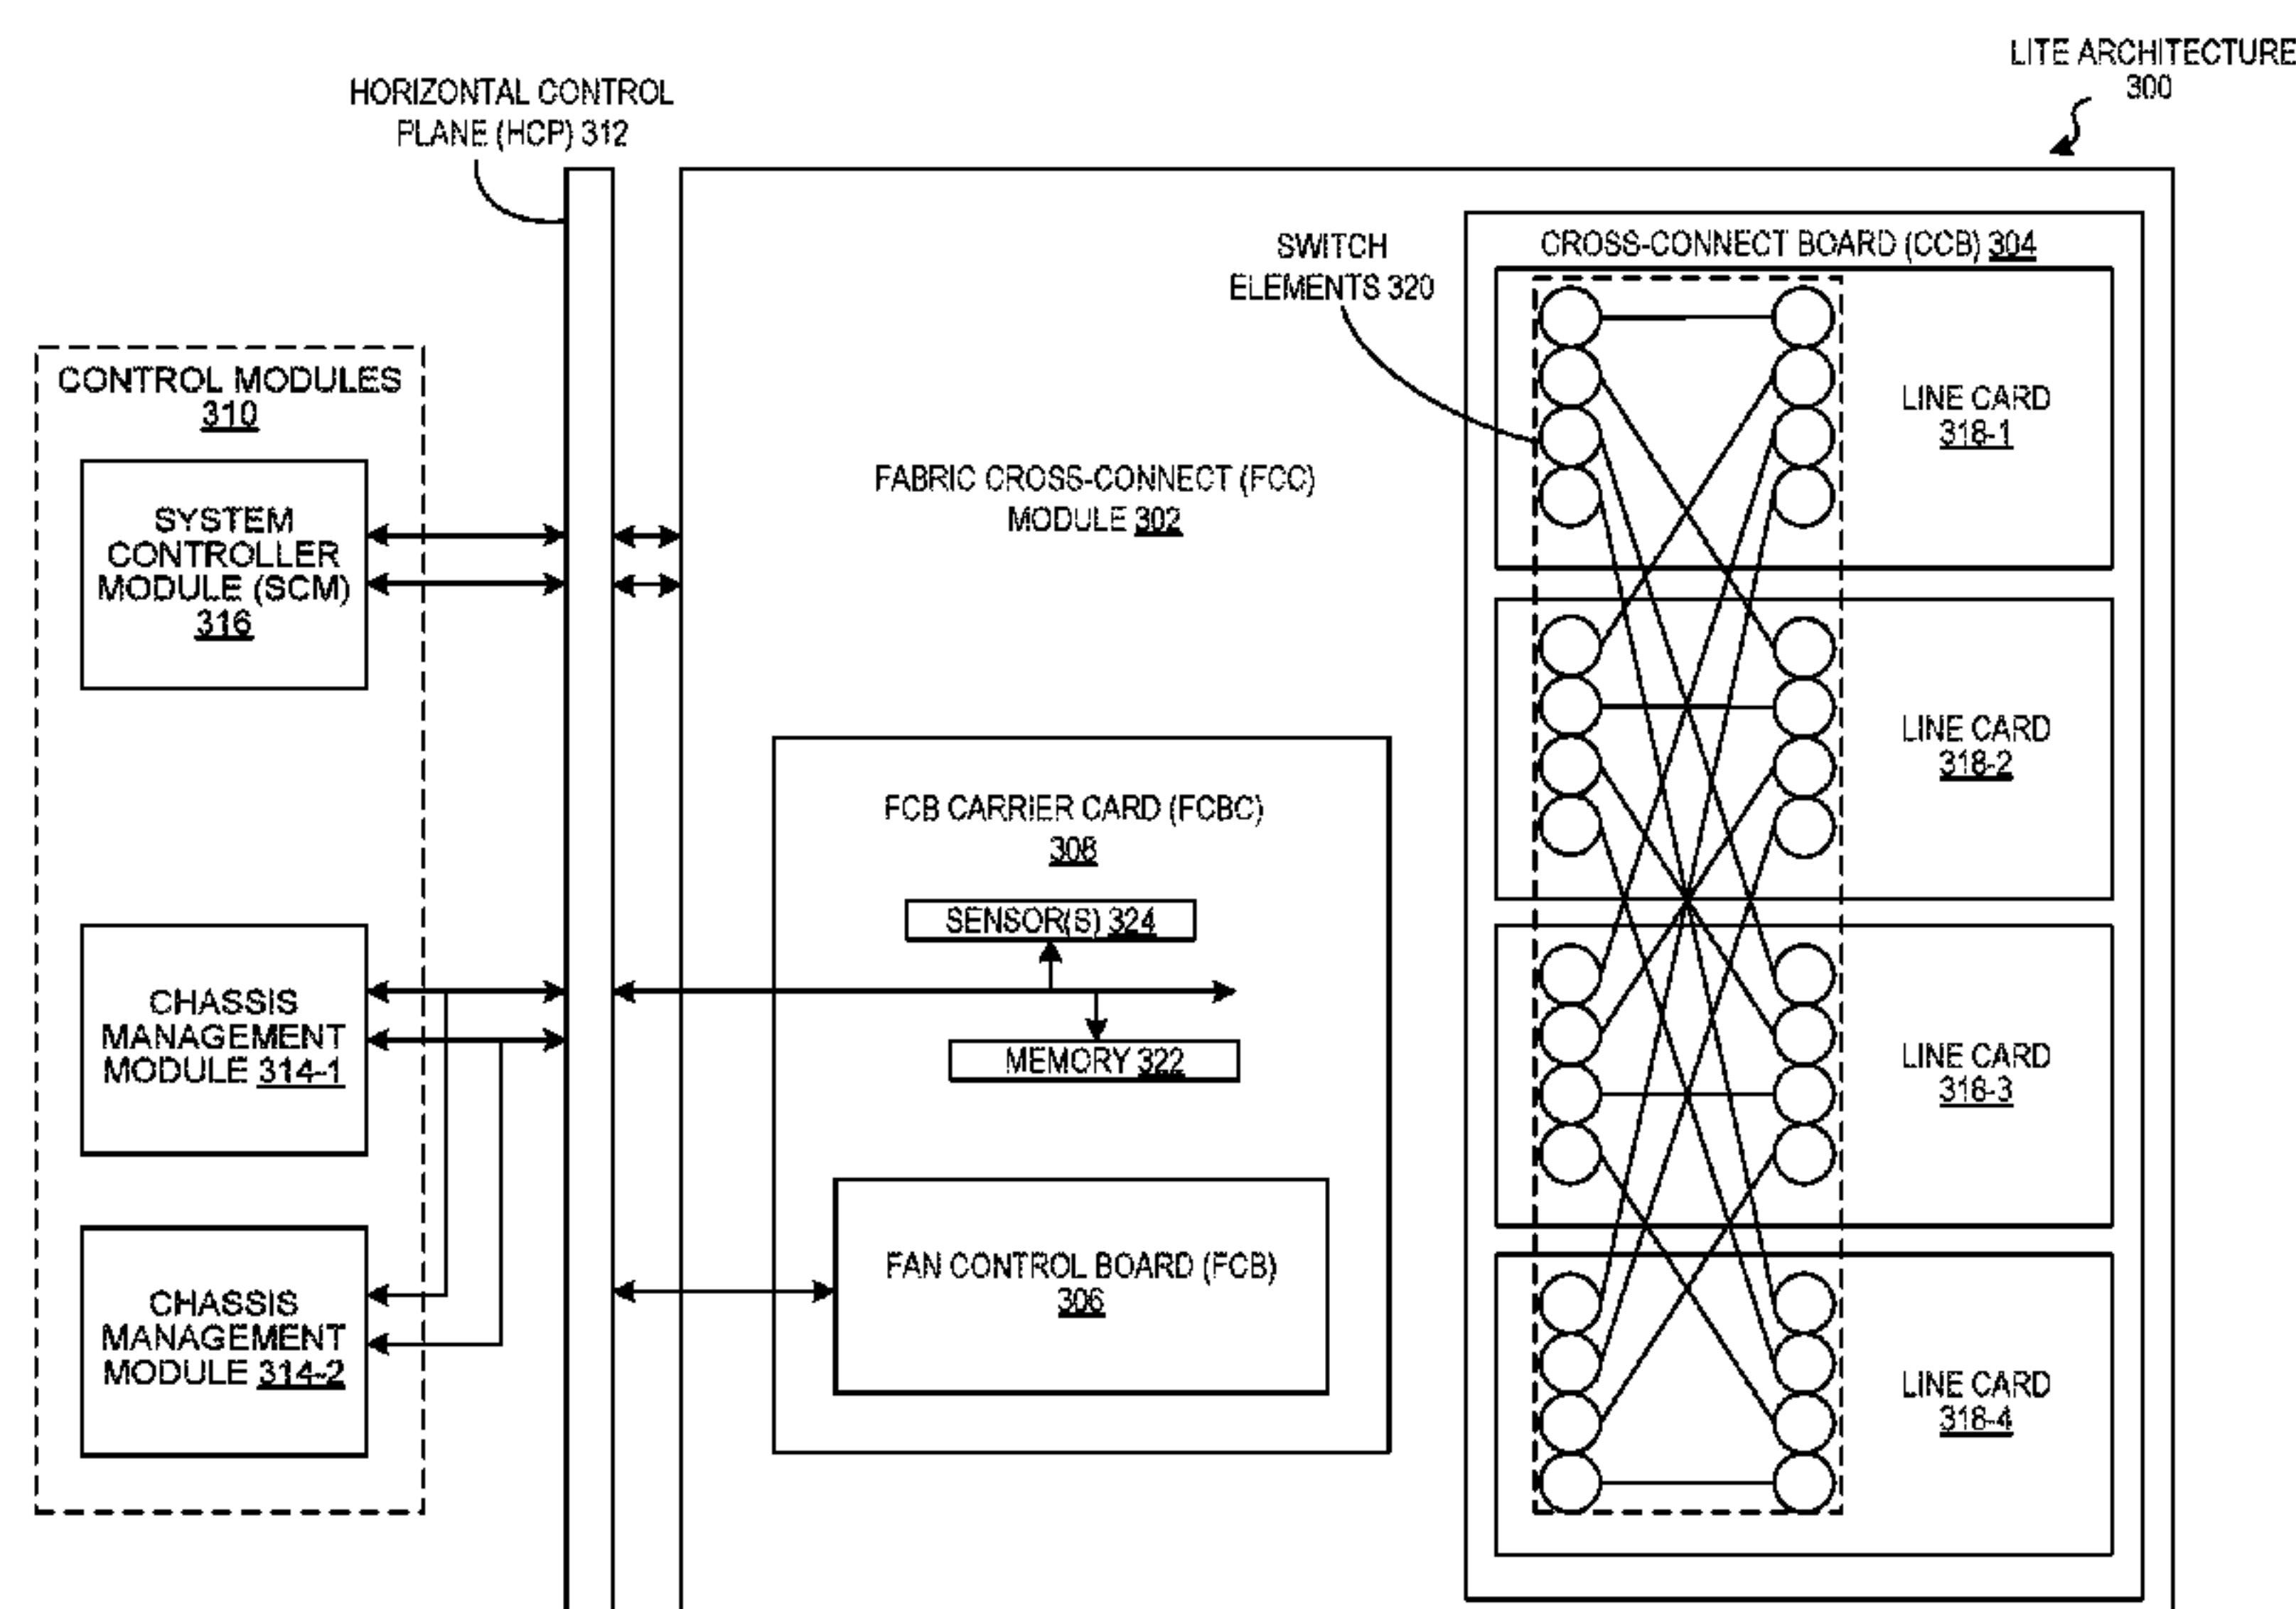 LITE ARCHITECTURE
300
HORIZONTAL CONTROL
PLANE (HCP) 312
SWITCH
ELEMENTS 320
CROSS-CONNECT BOARD (CCB) 304
CONTROL MODULES
310
SYSTEM
CONTROLLER
MODULE (SCM)
316
CHASSIS
MANAGEMENT
MODULE 314-1
CHASSIS
MANAGEMENT
MODULE 314-2
FABRIC CROSS-CONNECT (FCC)
MODULE 302
FCB CARRIER CARD (FCBC)
308
SENSOR(S) 324
MEMORY 322
FAN CONTROL BOARD (FCB)
306
LINE CARD
318-1
LINE CARD
318-2
LINE CARD
318-3
LINE CARD
318-4